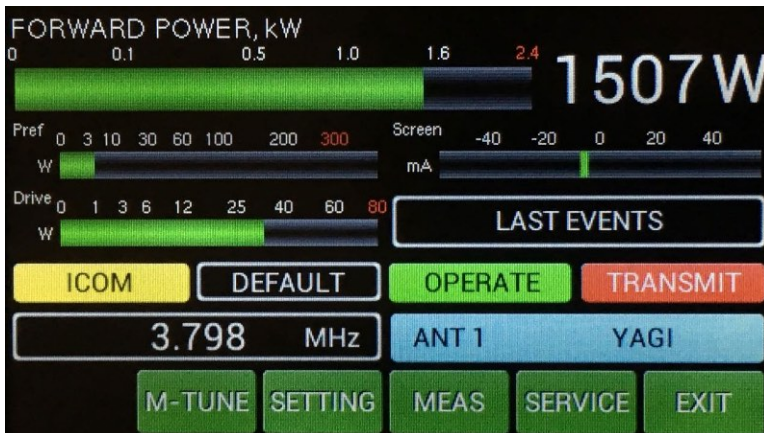 FORWARD POWER, kW
0 0.1 0.5 1.0 1.6 2.4
1507 W
Pref 0 3 10 30 60 100 200 300
W
Screen -40 -20 0 20 40
mA
Drive 0 1 3 6 12 25 40 60 80
W
LAST EVENTS
ICOM DEFAULT OPERATE TRANSMIT
3.798 MHz ANT 1 YAGI
M-TUNE SETTING MEAS SERVICE EXIT